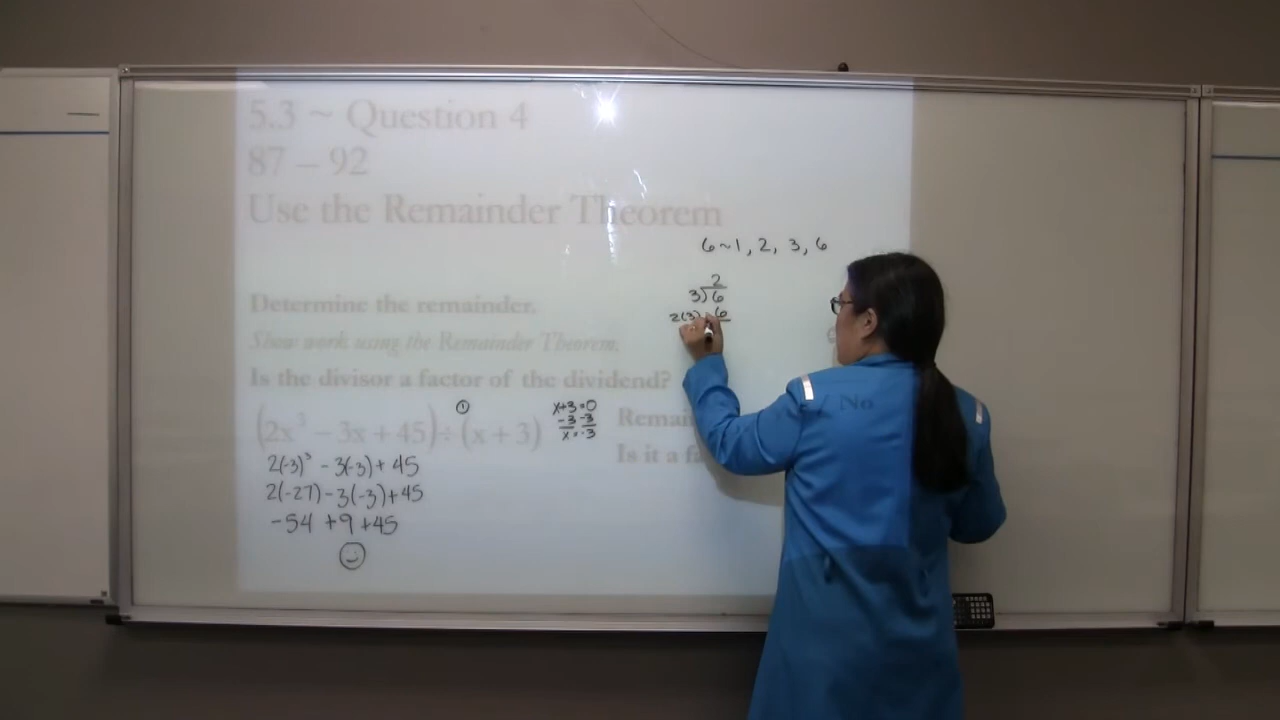 5.3 ~ Question 4
87 – 92
Use the Remainder Theorem
6~1, 2, 3, 6
2
3)6
2(3) 6
Determine the remainder.
Show work using the Remainder Theorem.
Is the divisor a factor of the dividend?
(2x³ – 3x + 45) ÷ (x + 3)
①
x+3=0
-3 -3
x=-3
2(-3)³ - 3(-3) + 45
2(-27) - 3(-3) + 45
-54 + 9 + 45
No
Is it a